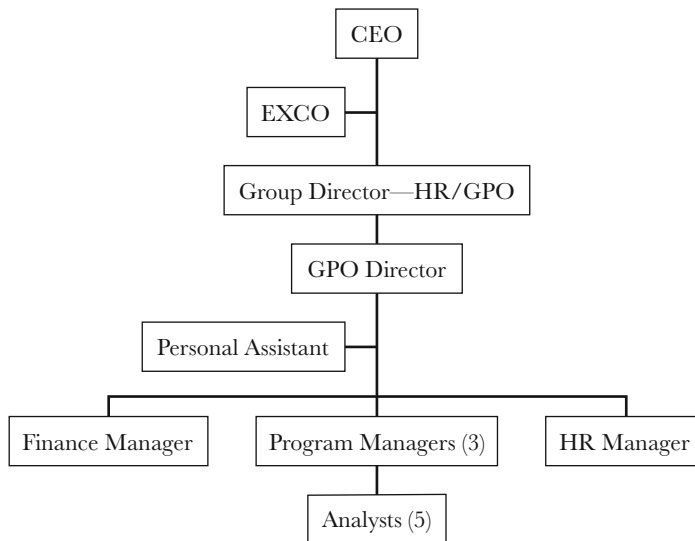 CEO
EXCO
Group Director—HR/GPO
GPO Director
Personal Assistant
Finance Manager
Program Managers (3)
HR Manager
Analysts (5)